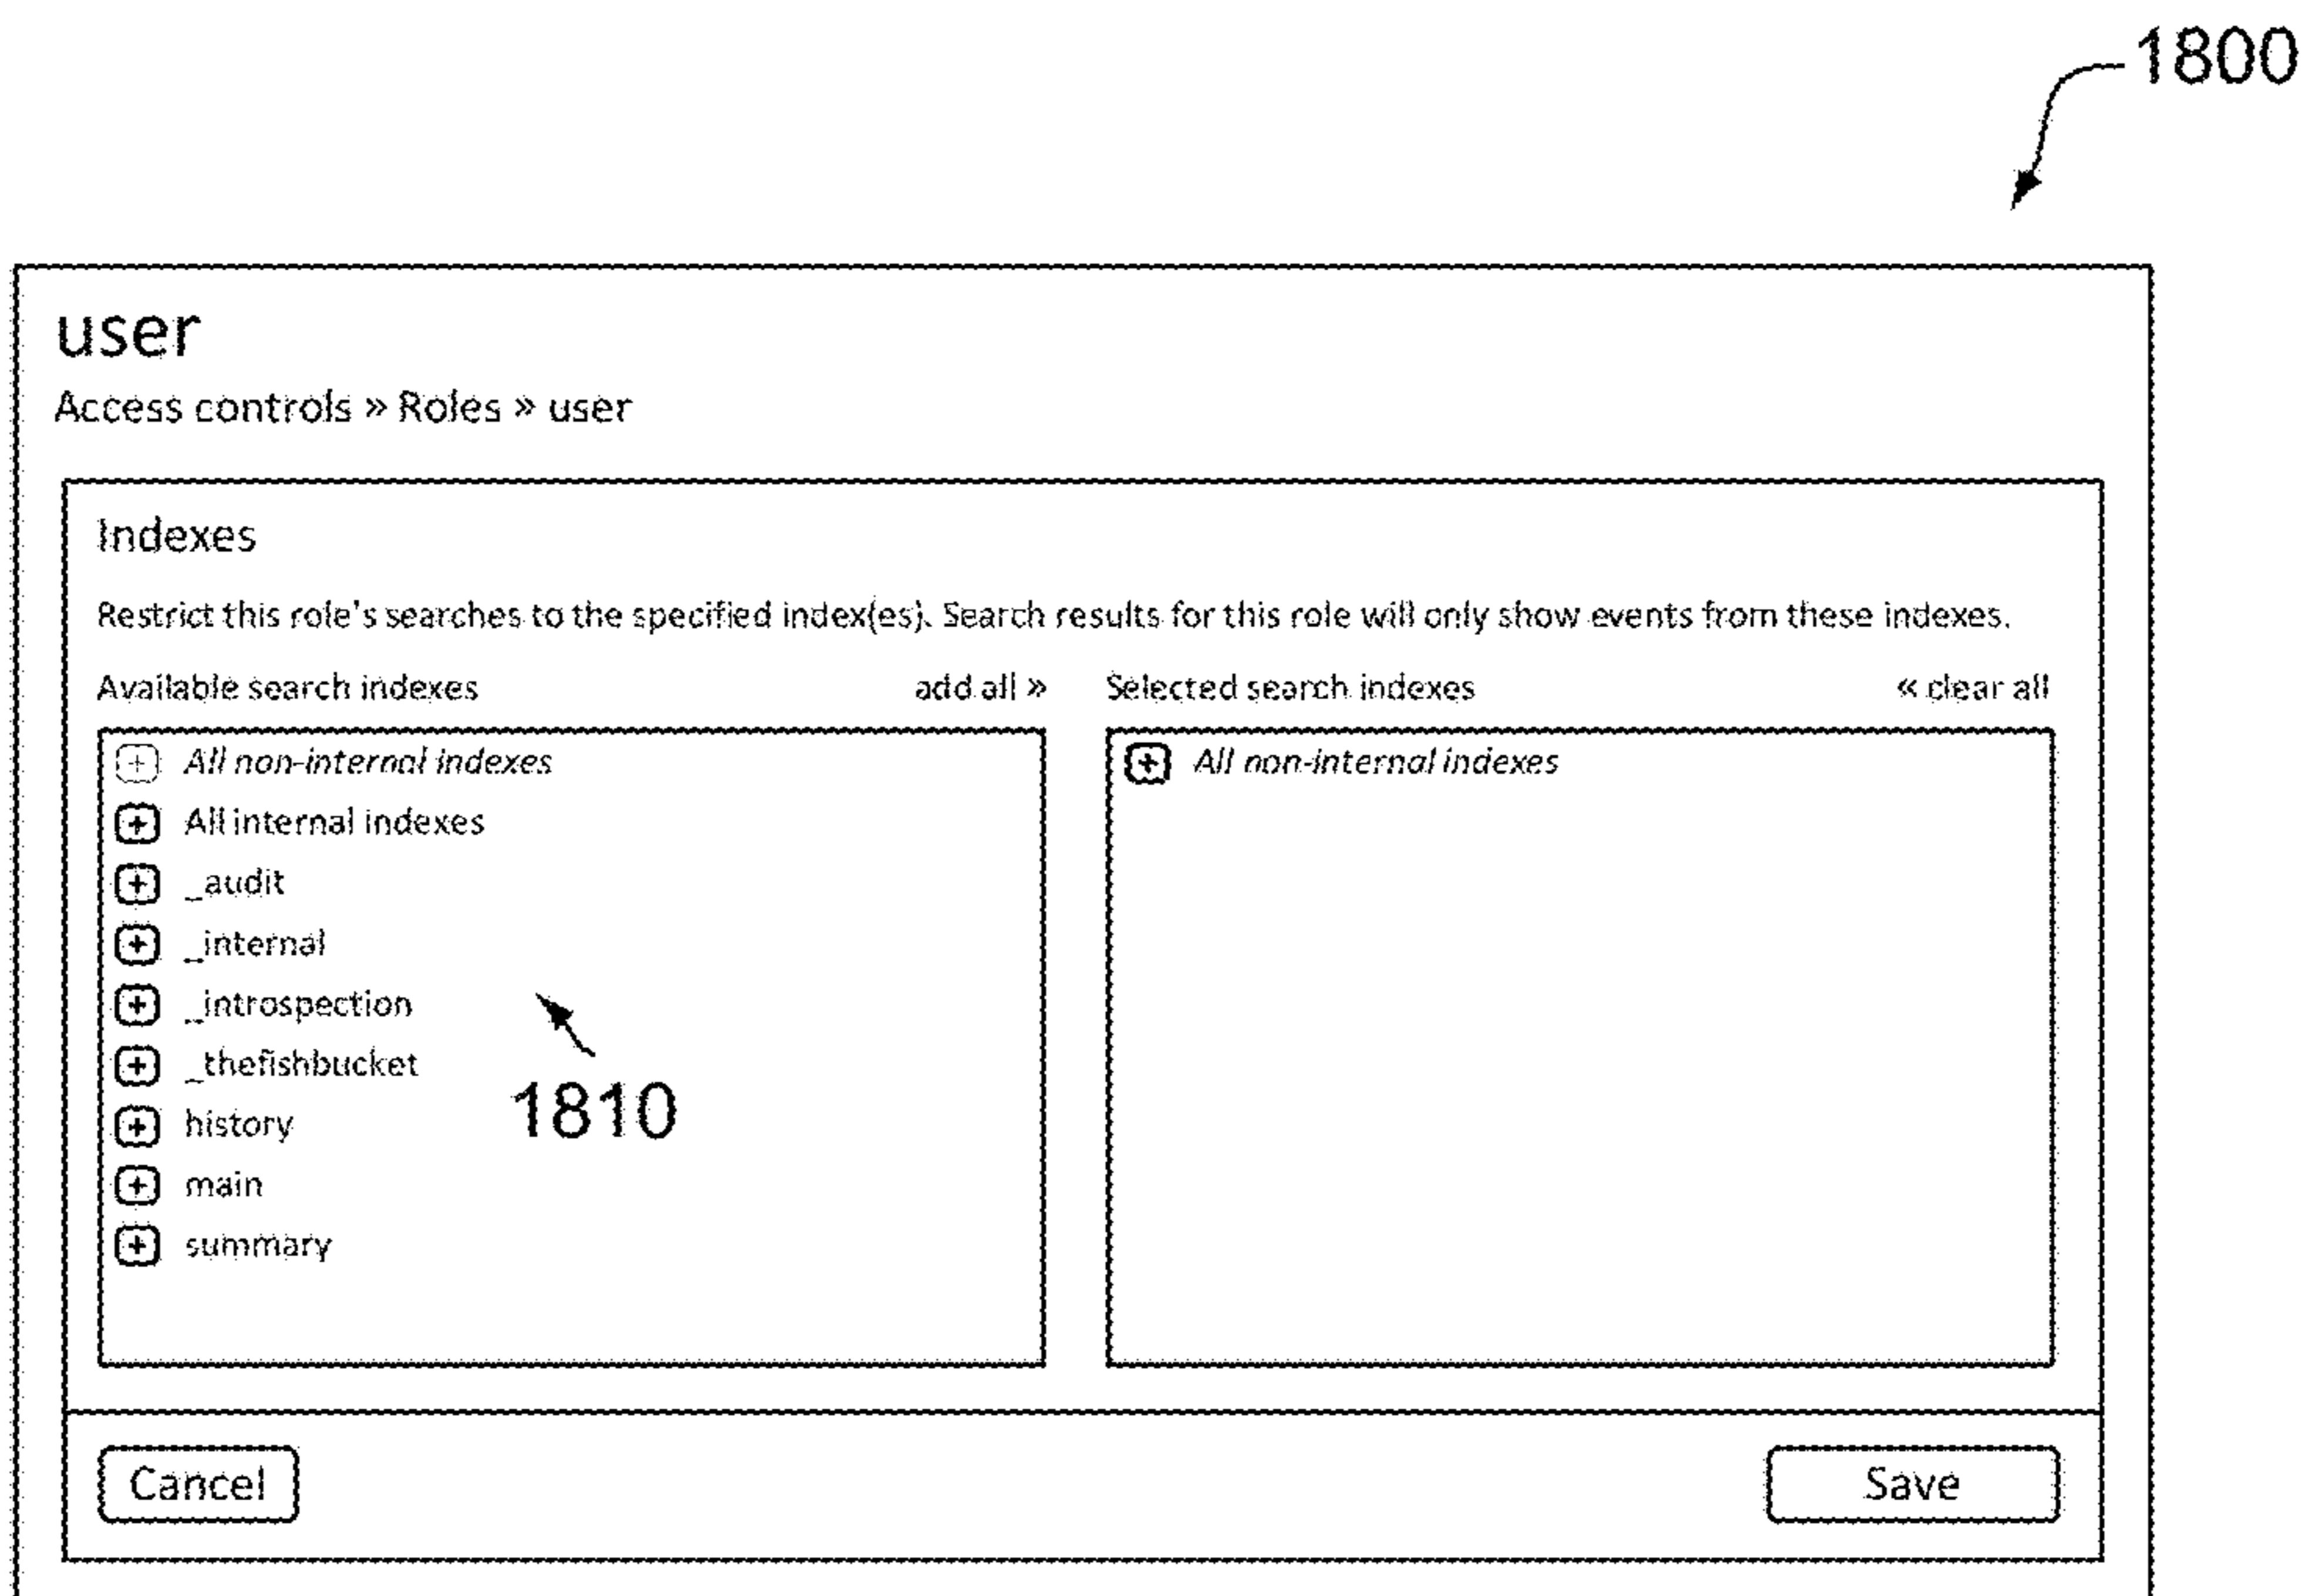 1800
user
Access controls » Roles » user
Indexes
Restrict this role's searches to the specified index(es). Search results for this role will only show events from these indexes.
Available search indexes add all » Selected search indexes « clear all
All non-internal indexes
All internal indexes
_audit
_internal
_introspection
_thefishbucket
history
main
summary
1810
All non-internal indexes
Cancel Save